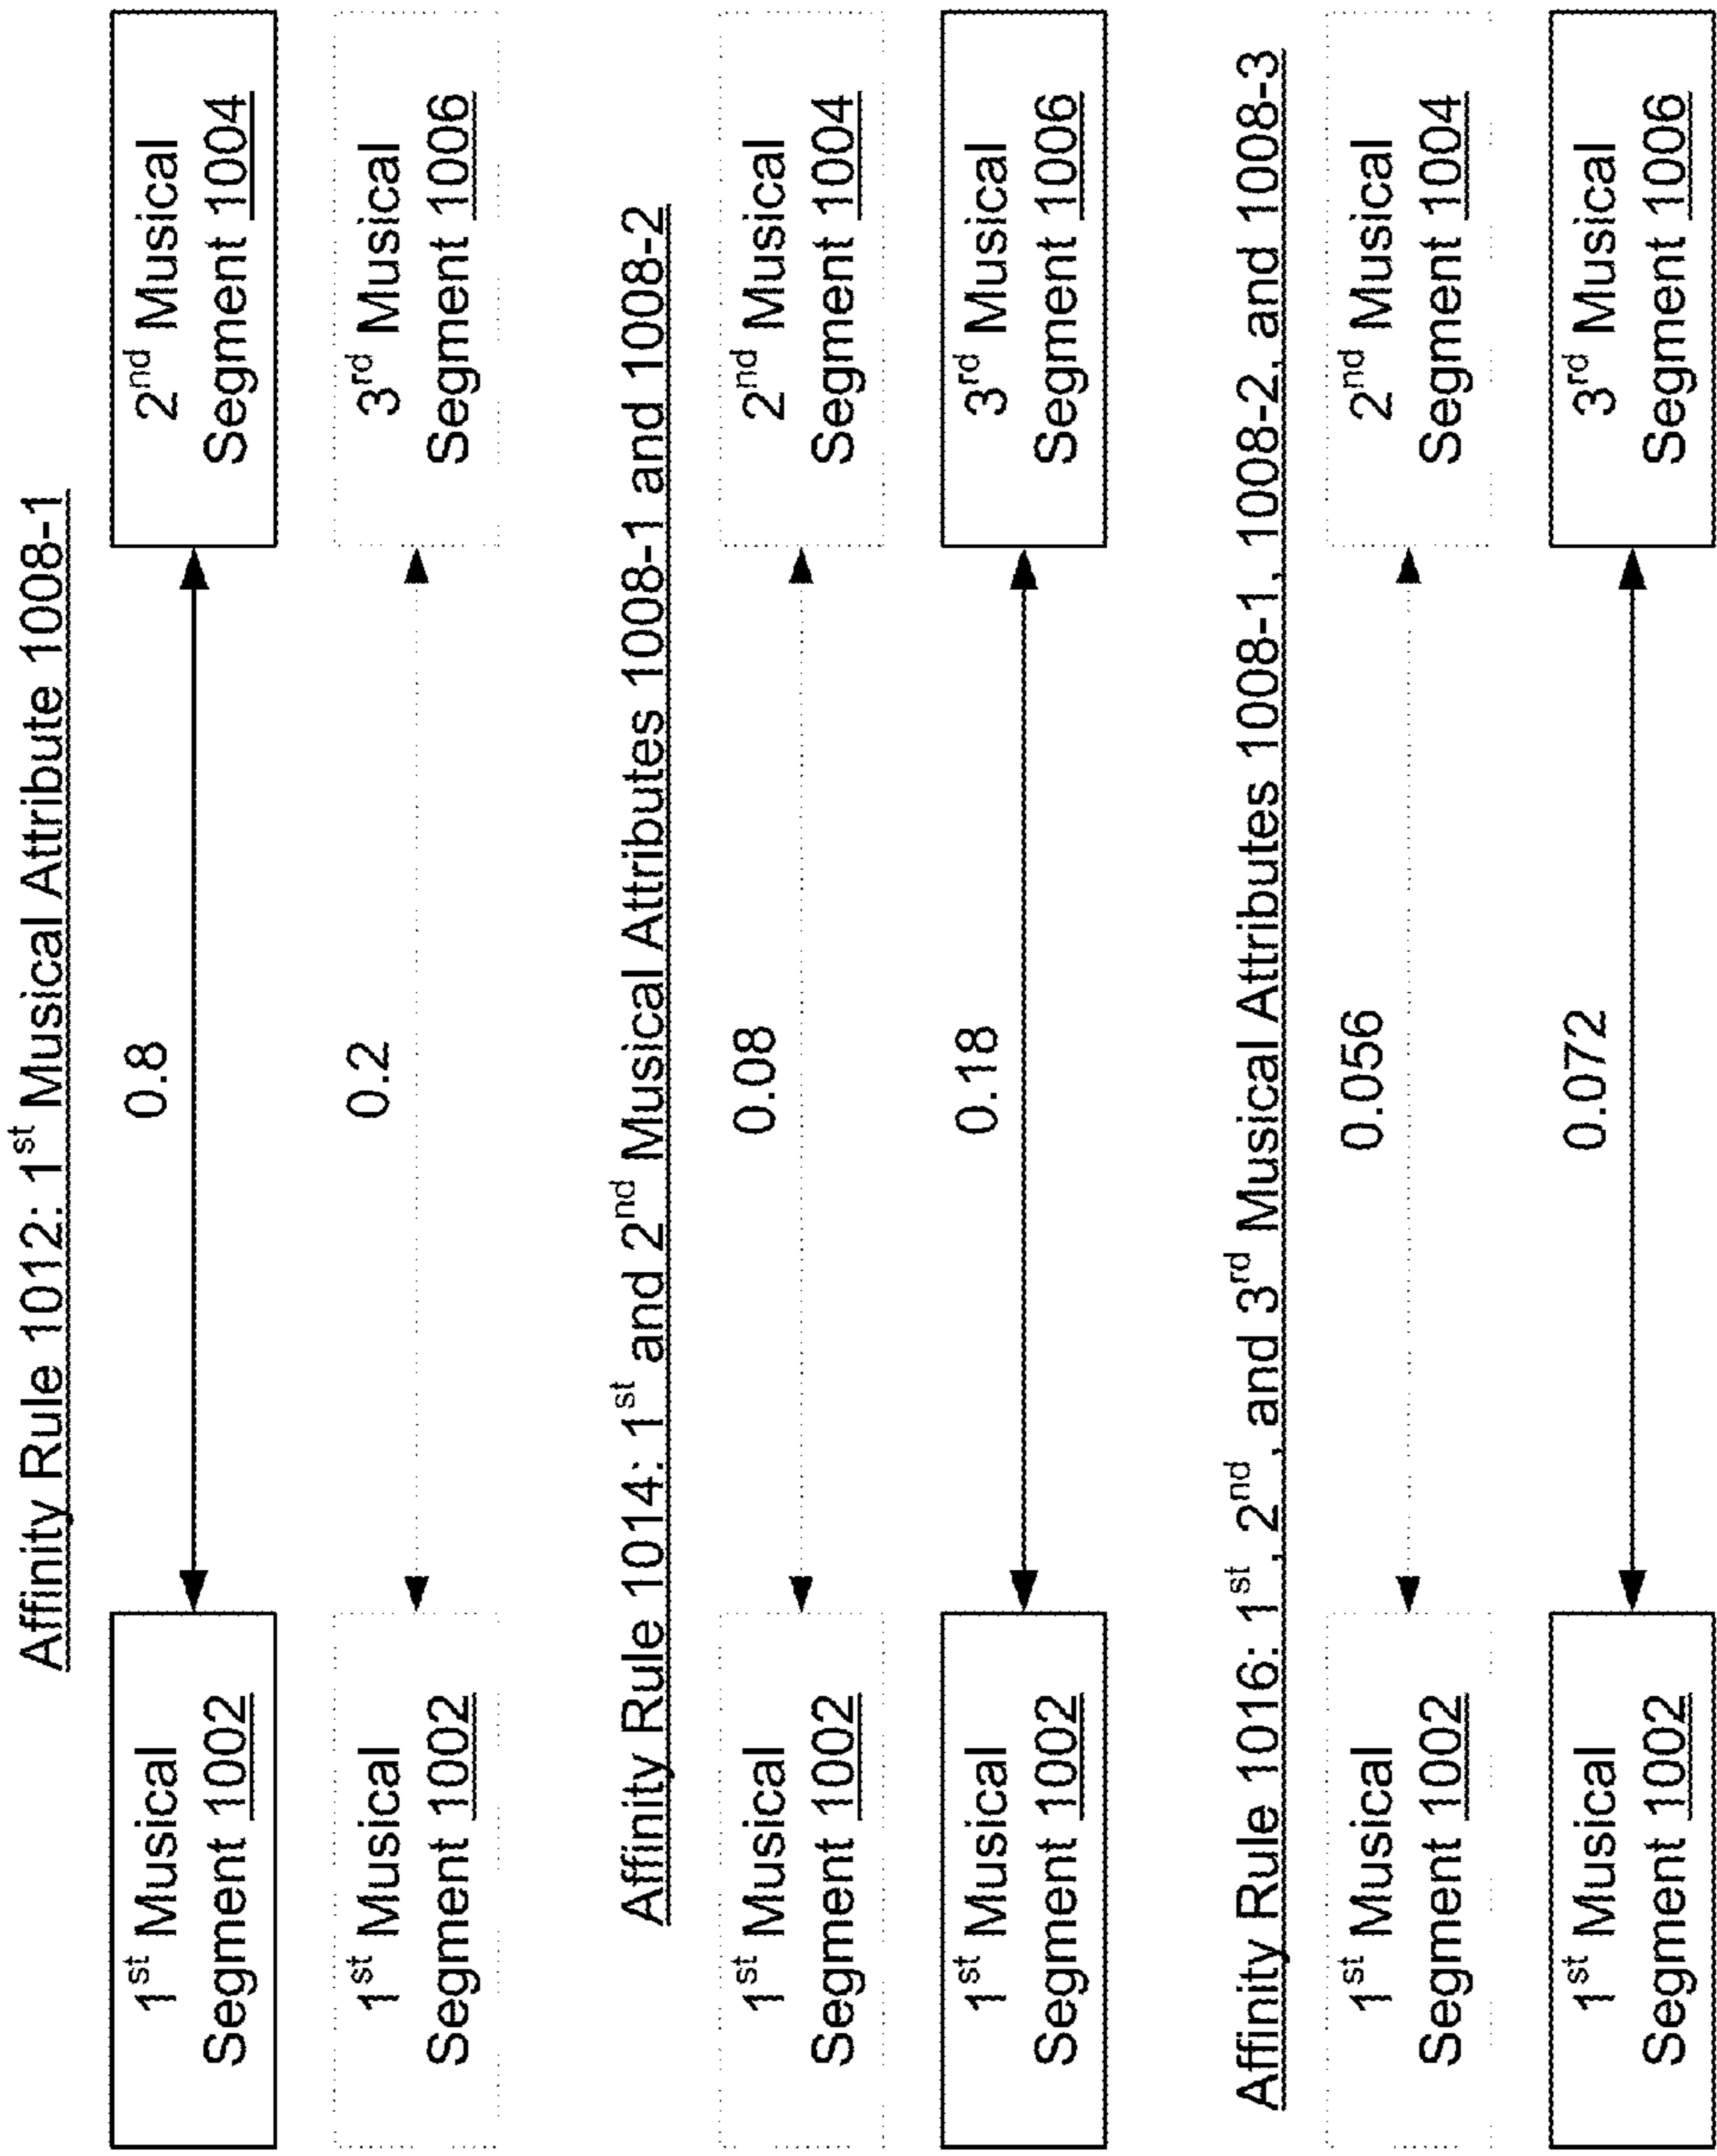 Affinity Rule 1012: 1st Musical Attribute 1008-1
1st Musical
Segment 1002
0.8
2nd Musical
Segment 1004
1st Musical
Segment 1002
0.2
3rd Musical
Segment 1006
Affinity Rule 1014: 1st and 2nd Musical Attributes 1008-1 and 1008-2
1st Musical
Segment 1002
0.08
2nd Musical
Segment 1004
1st Musical
Segment 1002
0.18
3rd Musical
Segment 1006
Affinity Rule 1016: 1st, 2nd, and 3rd Musical Attributes 1008-1, 1008-2, and 1008-3
1st Musical
Segment 1002
0.056
2nd Musical
Segment 1004
1st Musical
Segment 1002
0.072
3rd Musical
Segment 1006